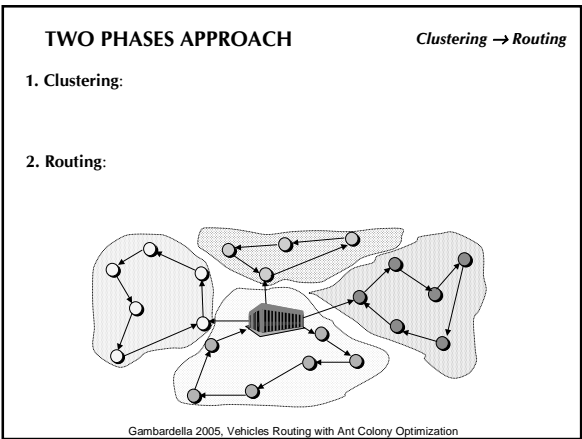 TWO PHASES APPROACH
Clustering → Routing
1. Clustering:
2. Routing:
Gambardella 2005, Vehicles Routing with Ant Colony Optimization